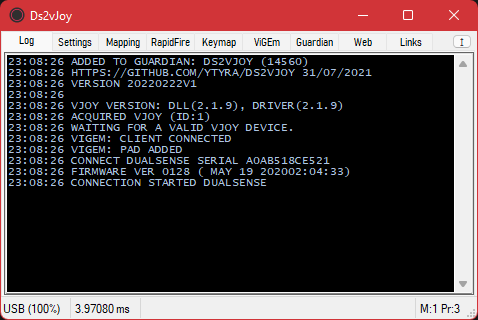 Ds2vJoy
Log Settings Mapping RapidFire Keymap ViGEm Guardian Web Links
23:08:26 ADDED TO GUARDIAN: DS2VJOY (14560)
23:08:26 HTTPS://GITHUB.COM/YTYRA/DS2VJOY 31/07/2021
23:08:26 VERSION 20220222V1
23:08:26
23:08:26 VJOY VERSION: DLL(2.1.9), DRIVER(2.1.9)
23:08:26 ACQUIRED VJOY (ID:1)
23:08:26 WAITING FOR A VALID VJOY DEVICE.
23:08:26 VIGEM: CLIENT CONNECTED
23:08:26 VIGEM: PAD ADDED
23:08:26 CONNECT DUALSENSE SERIAL A0AB518CE521
23:08:26 FIRMWARE VER 0128 ( MAY 19 202002:04:33)
23:08:26 CONNECTION STARTED DUALSENSE
USB (100%) 3.97080 ms M:1 Pr:3